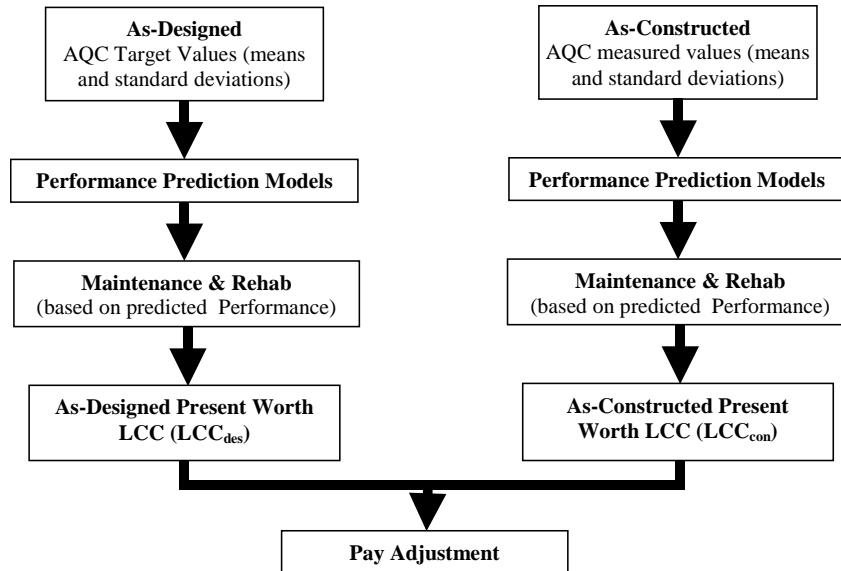 As-Designed
AQC Target Values (means
and standard deviations)
As-Constructed
AQC measured values (means
and standard deviations)
Performance Prediction Models
Performance Prediction Models
Maintenance & Rehab
(based on predicted Performance)
Maintenance & Rehab
(based on predicted Performance)
As-Designed Present Worth
LCC (LCCdes)
As-Constructed Present
Worth LCC (LCCcon)
Pay Adjustment